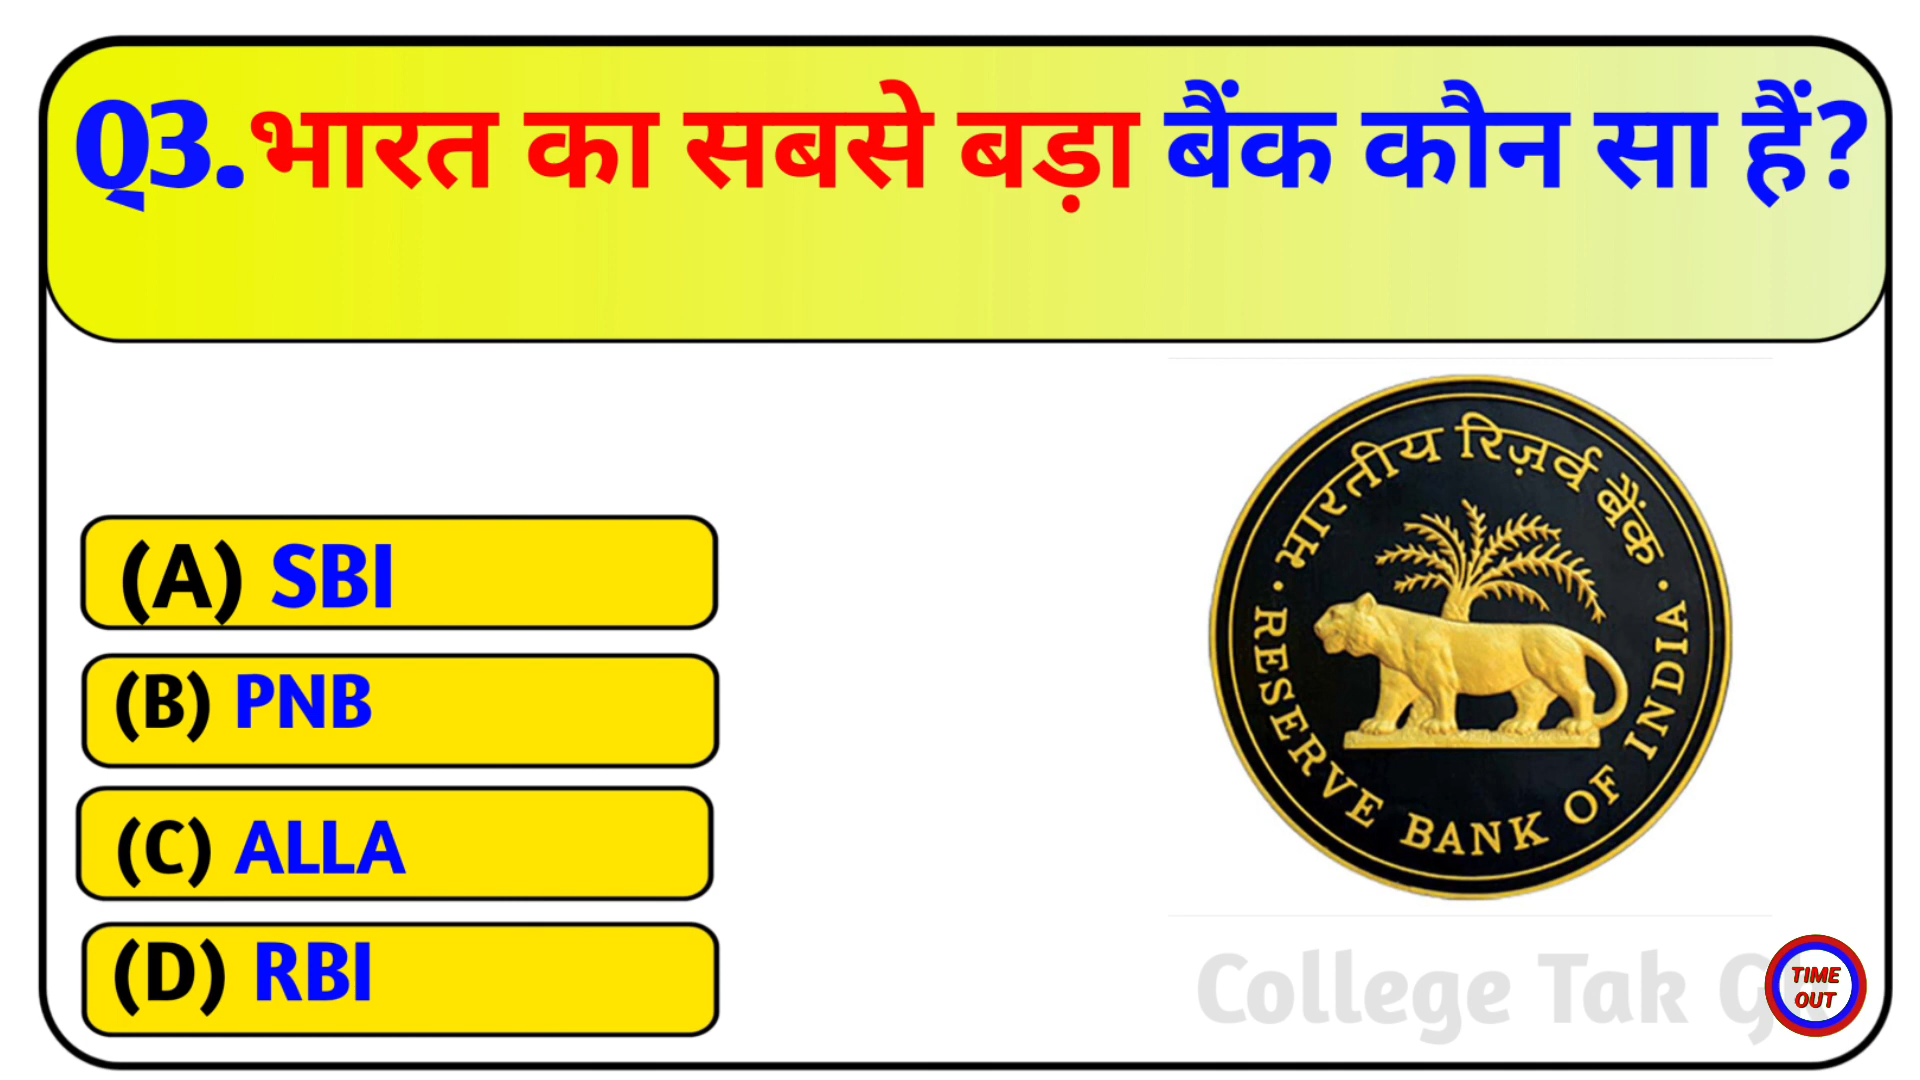 Q3.भारत का सबसे बड़ा बैंक कौन सा हैं?
(A) SBI
(B) PNB
(C) ALLA
(D) RBI
भारतीय रिज़र्व बैंक
RESERVE BANK OF INDIA
College Tak
TIME
OUT